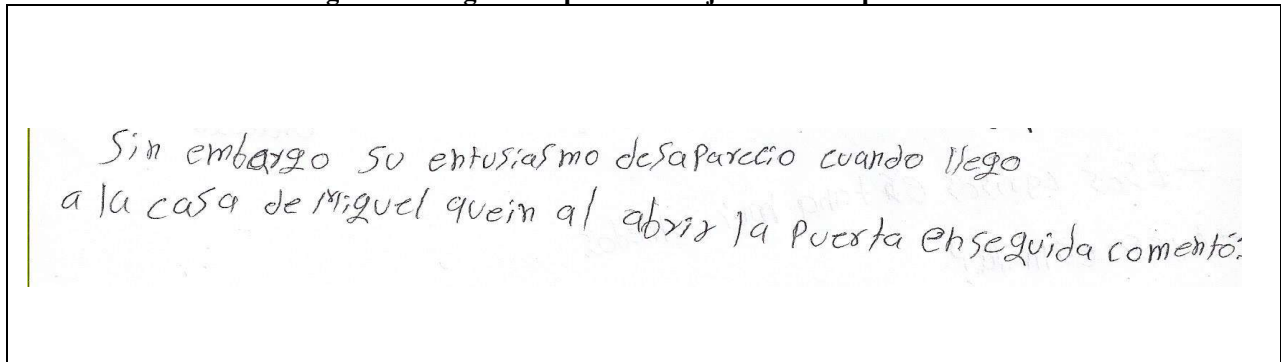 Sin embargo su entusiasmo desaparecio cuando llego
a la casa de Miguel quein al abrir la puerta enseguida comentó: